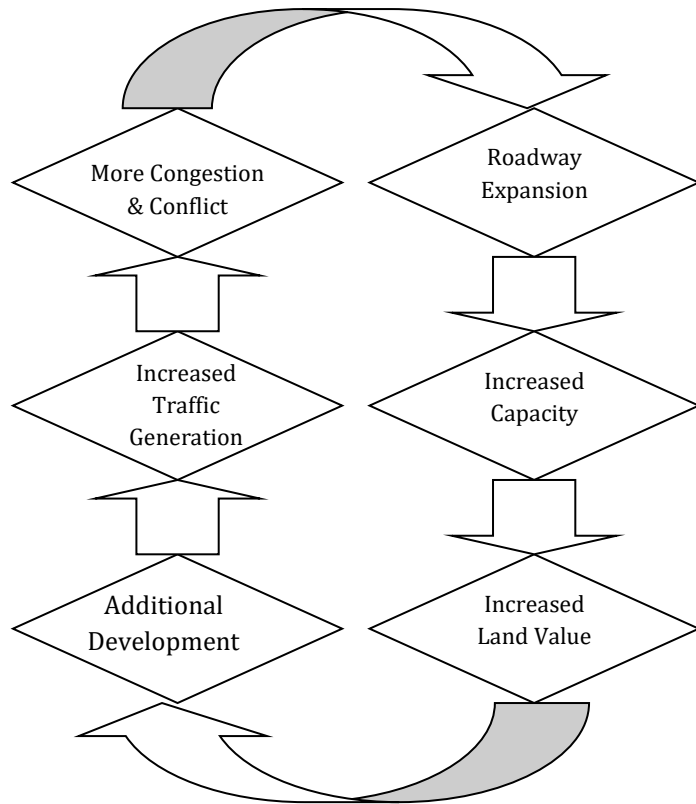 More Congestion
& Conflict
Roadway
Expansion
Increased
Traffic
Generation
Increased
Capacity
Additional
Development
Increased
Land Value